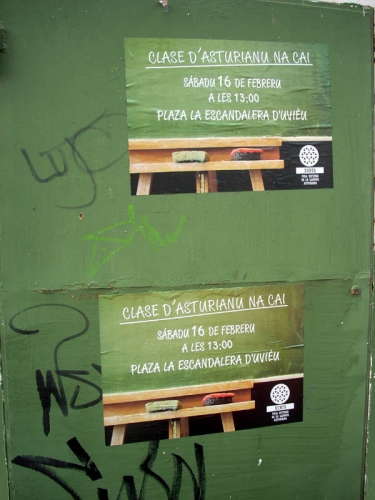 CLASE D'ASTURIANU NA CAI
SÁBADU 16 DE FEBRERU
A LES 13:00
PLAZA LA ESCANDALERA D'UVIÉU
CLASE D'ASTURIANU NA CAI
SÁBADU 16 DE FEBRERU
A LES 13:00
PLAZA LA ESCANDALERA D'UVIÉU